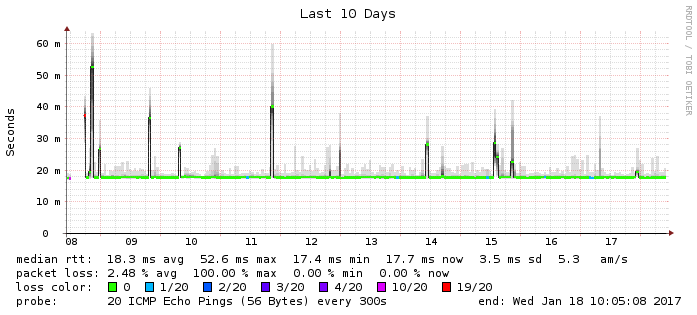 Last 10 Days
RRDTOOL / TOBI OETIKER
Seconds
60 m
50 m
40 m
30 m
20 m
10 m
0
08 09 10 11 12 13 14 15 16 17
median rtt: 18.3 ms avg 52.6 ms max 17.4 ms min 17.7 ms now 3.5 ms sd 5.3 am/s
packet loss: 2.48 % avg 100.00 % max 0.00 % min 0.00 % now
loss color: 0 1/20 2/20 3/20 4/20 10/20 19/20
probe: 20 ICMP Echo Pings (56 Bytes) every 300s end: Wed Jan 18 10:05:08 2017